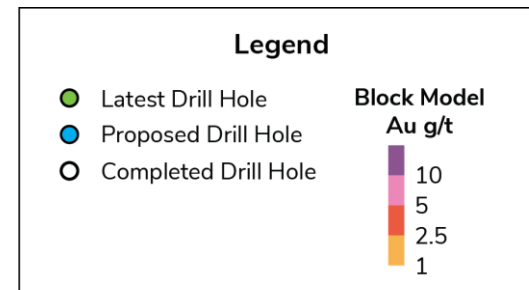 Legend
Latest Drill Hole
Proposed Drill Hole
Completed Drill Hole
Block Model
Au g/t
10
5
2.5
1